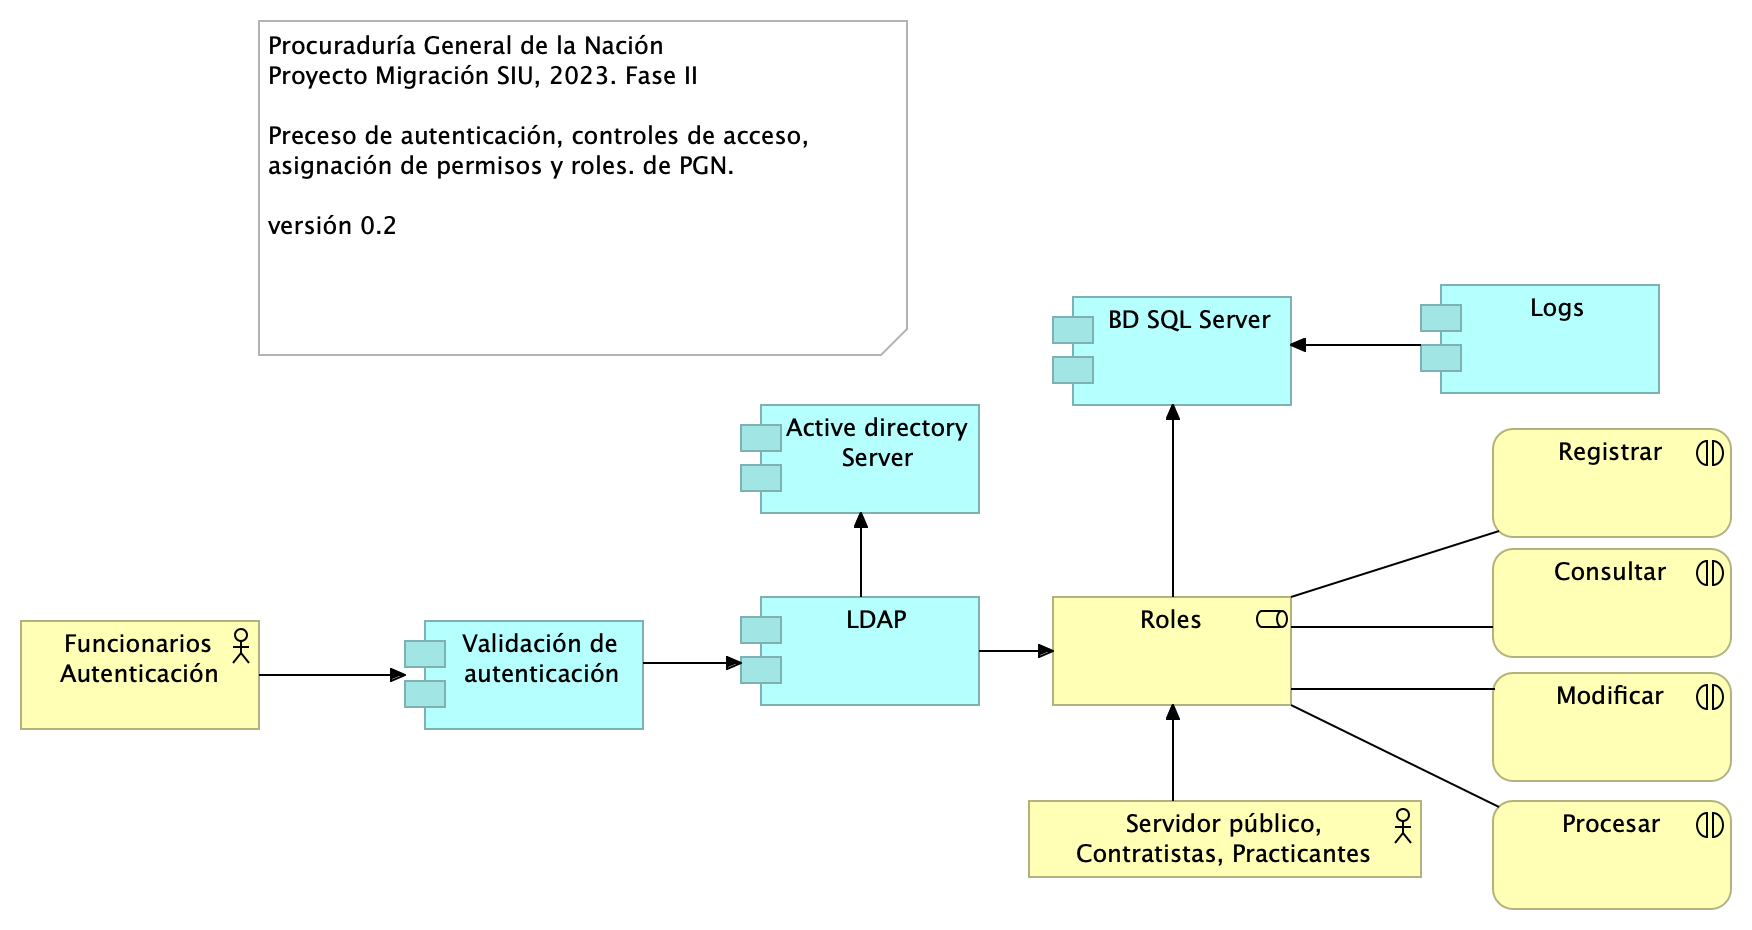 Procuraduría General de la Nación
Proyecto Migración SIU, 2023. Fase II
Preceso de autenticación, controles de acceso,
asignación de permisos y roles. de PGN.
versión 0.2
BD SQL Server
Logs
Active directory
Server
Registrar
Consultar
Funcionarios
Autenticación
Validación de
autenticación
LDAP
Roles
Modificar
Servidor público,
Contratistas, Practicantes
Procesar